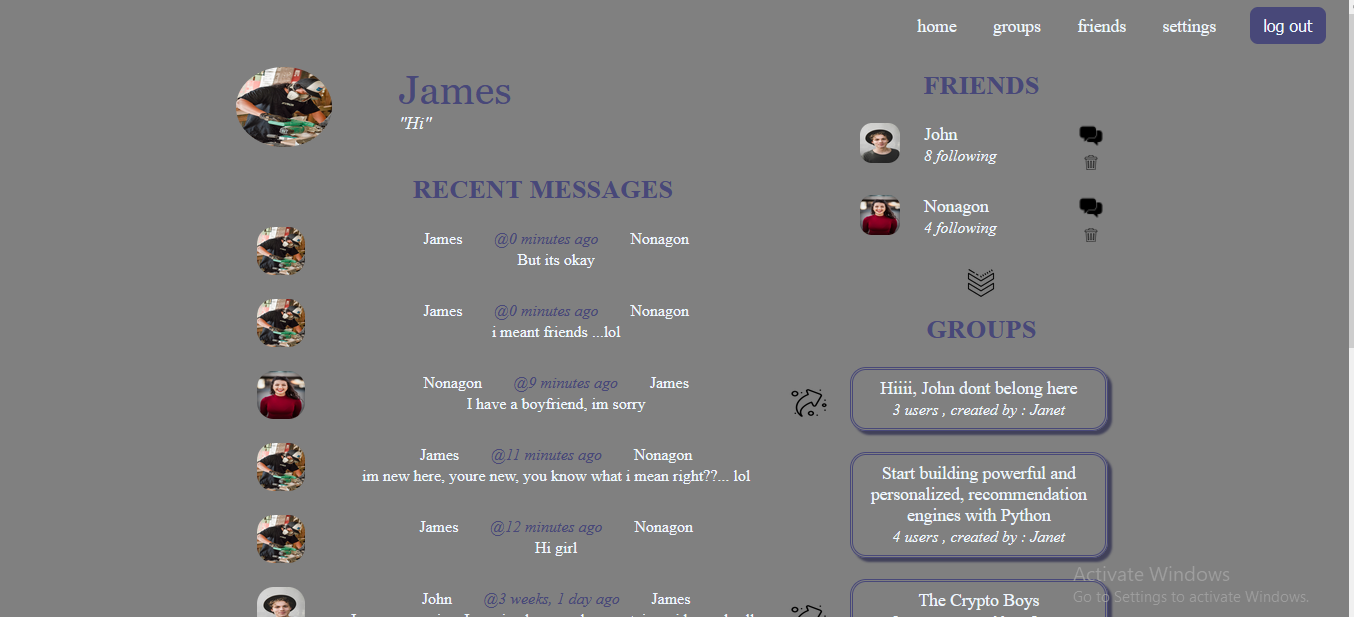 home groups friends settings log out
James
"Hi"
RECENT MESSAGES
James @0 minutes ago Nonagon
But its okay
James @0 minutes ago Nonagon
i meant friends ...lol
Nonagon @9 minutes ago James
I have a boyfriend, im sorry
James @11 minutes ago Nonagon
im new here, youre new, you know what i mean right??... lol
James @12 minutes ago Nonagon
Hi girl
John @3 weeks, 1 day ago James
FRIENDS
John
8 following
Nonagon
4 following
GROUPS
Hiiii, John dont belong here
3 users , created by : Janet
Start building powerful and
personalized, recommendation
engines with Python
4 users , created by : Janet
The Crypto Boys
Activate Windows
Go to Settings to activate Windows.